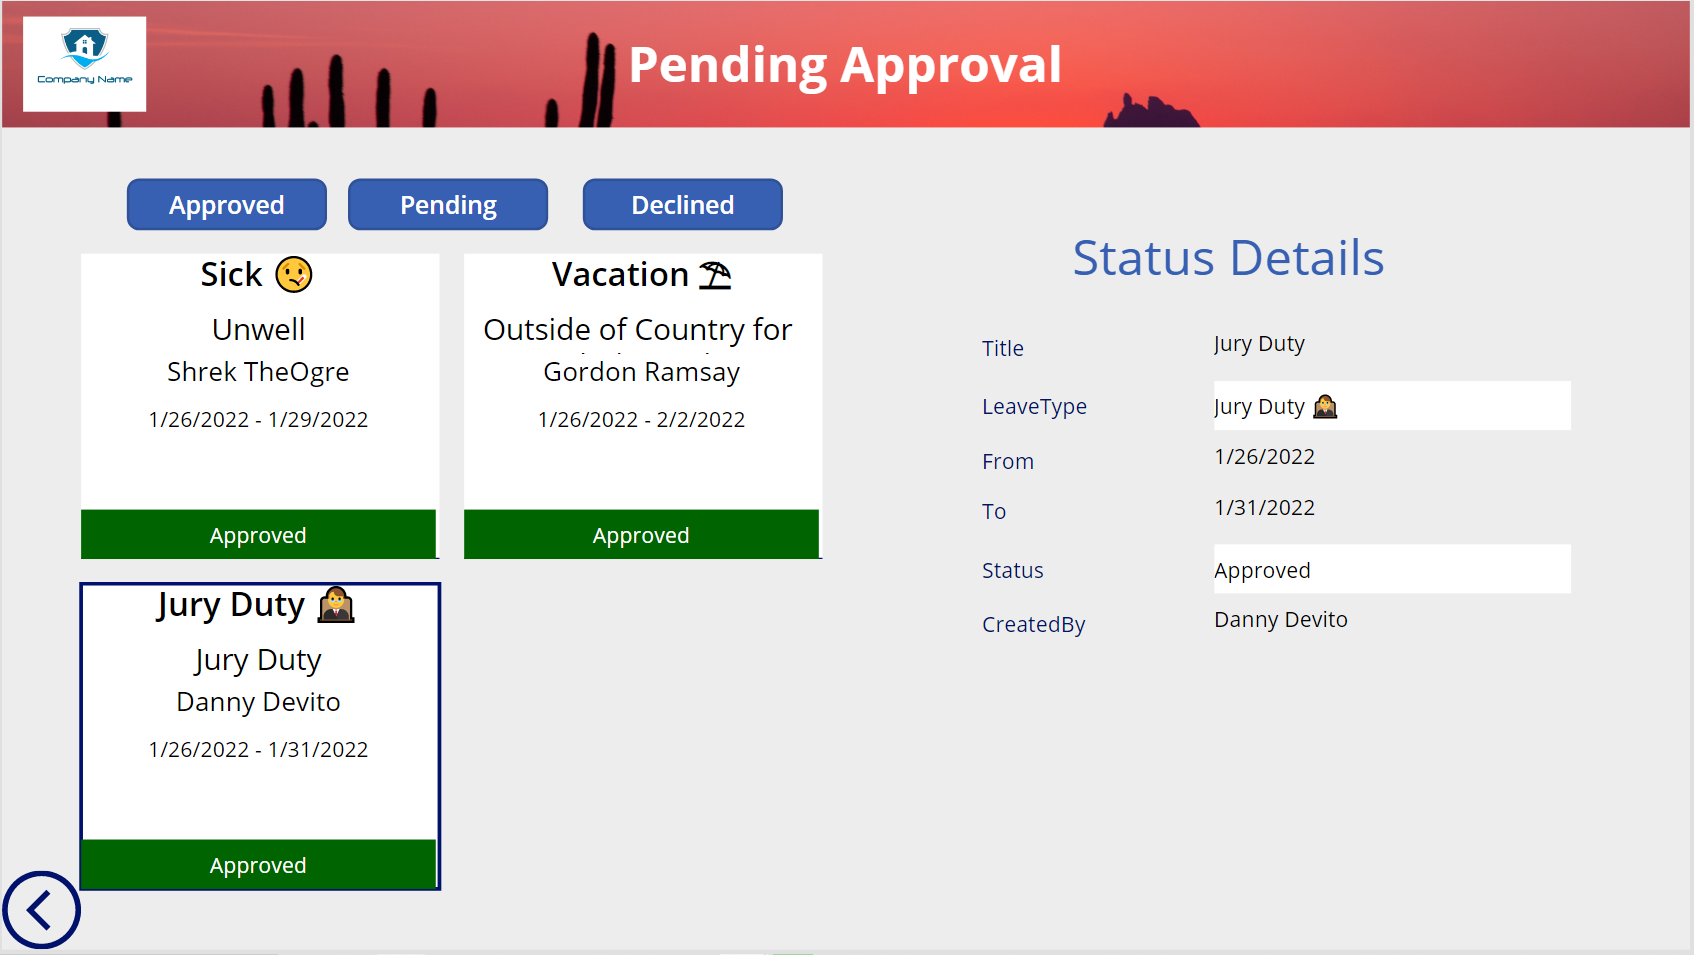 Company Name
Pending Approval
Approved
Pending
Declined
Sick 🤒
Unwell
Shrek TheOgre
1/26/2022 - 1/29/2022
Approved
Vacation ⛱
Outside of Country for
Gordon Ramsay
1/26/2022 - 2/2/2022
Approved
Jury Duty 👨‍💼
Jury Duty
Danny Devito
1/26/2022 - 1/31/2022
Approved
Status Details
Title
Jury Duty
LeaveType
Jury Duty 👨‍💼
From
1/26/2022
To
1/31/2022
Status
Approved
CreatedBy
Danny Devito